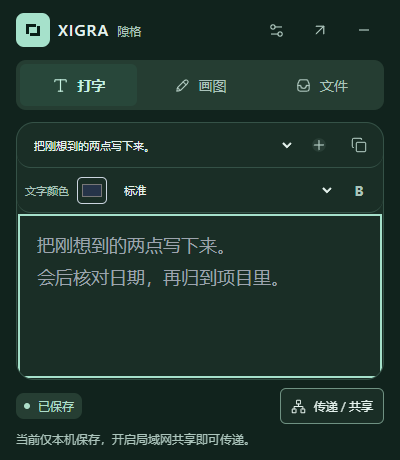 XIGRA 隐格
打字 画图 文件
把刚想到的两点写下来。
文字颜色 标准 B
把刚想到的两点写下来。
会后核对日期，再归到项目里。
已保存 传递 / 共享
当前仅本机保存，开启局域网共享即可传递。